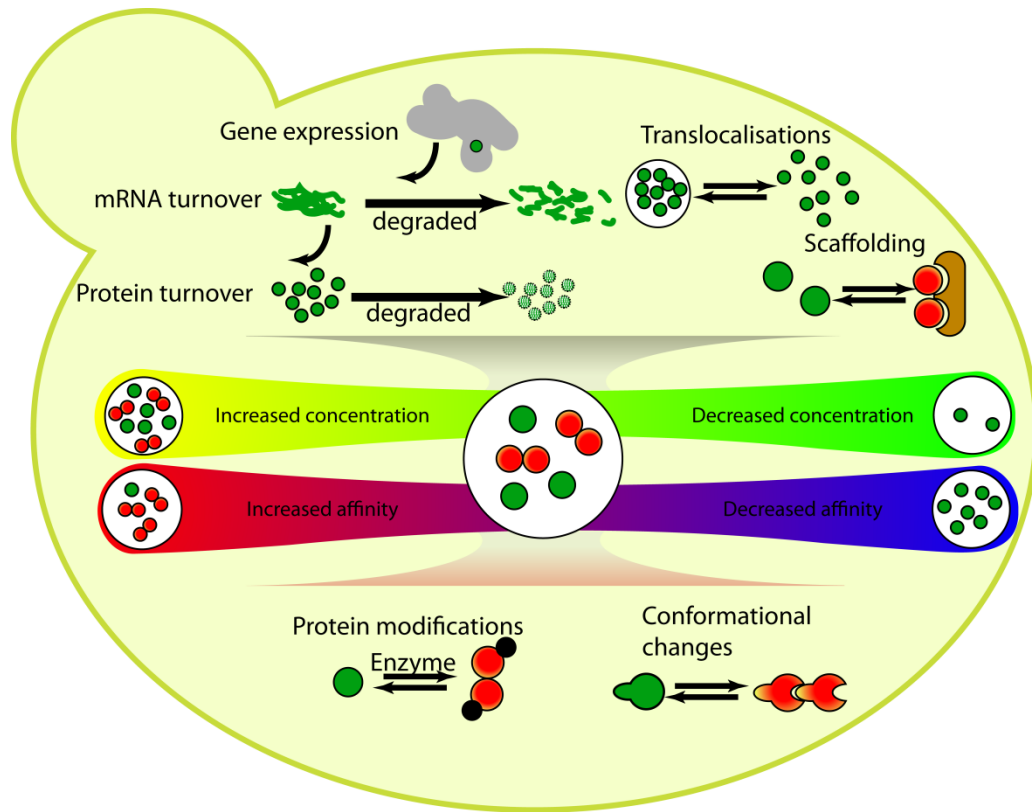 Gene expression
Translocalisations
mRNA turnover
degraded
Scaffolding
Protein turnover
degraded
Increased concentration
Decreased concentration
Increased affinity
Decreased affinity
Protein modifications
Enzyme
Conformational
changes